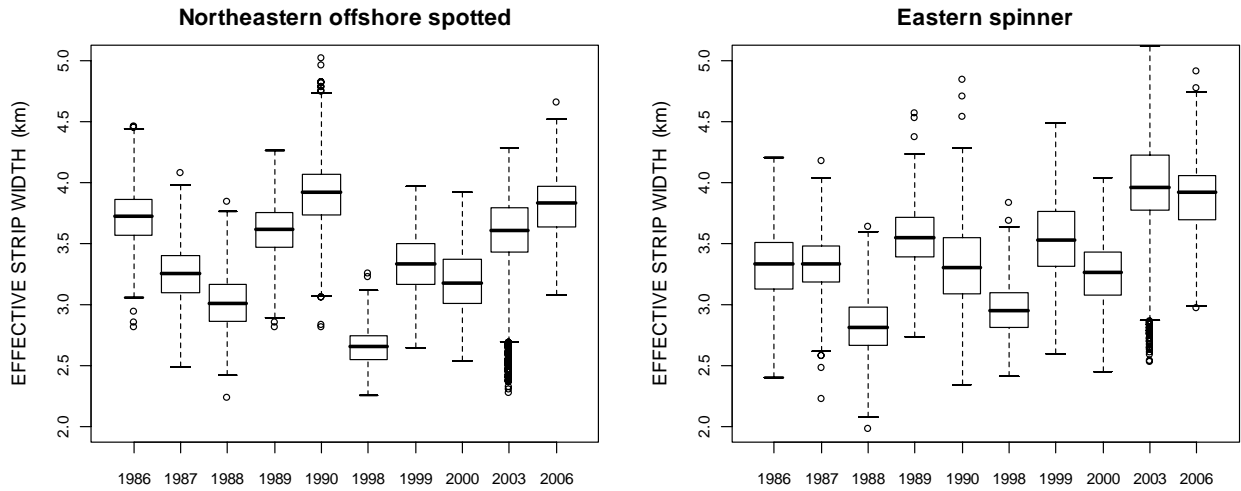 Northeastern offshore spotted
EFFECTIVE STRIP WIDTH (km)
5.0
4.5
4.0
3.5
3.0
2.5
2.0
1986 1987 1988 1989 1990 1998 1999 2000 2003 2006
Eastern spinner
EFFECTIVE STRIP WIDTH (km)
5.0
4.5
4.0
3.5
3.0
2.5
2.0
1986 1987 1988 1989 1990 1998 1999 2000 2003 2006